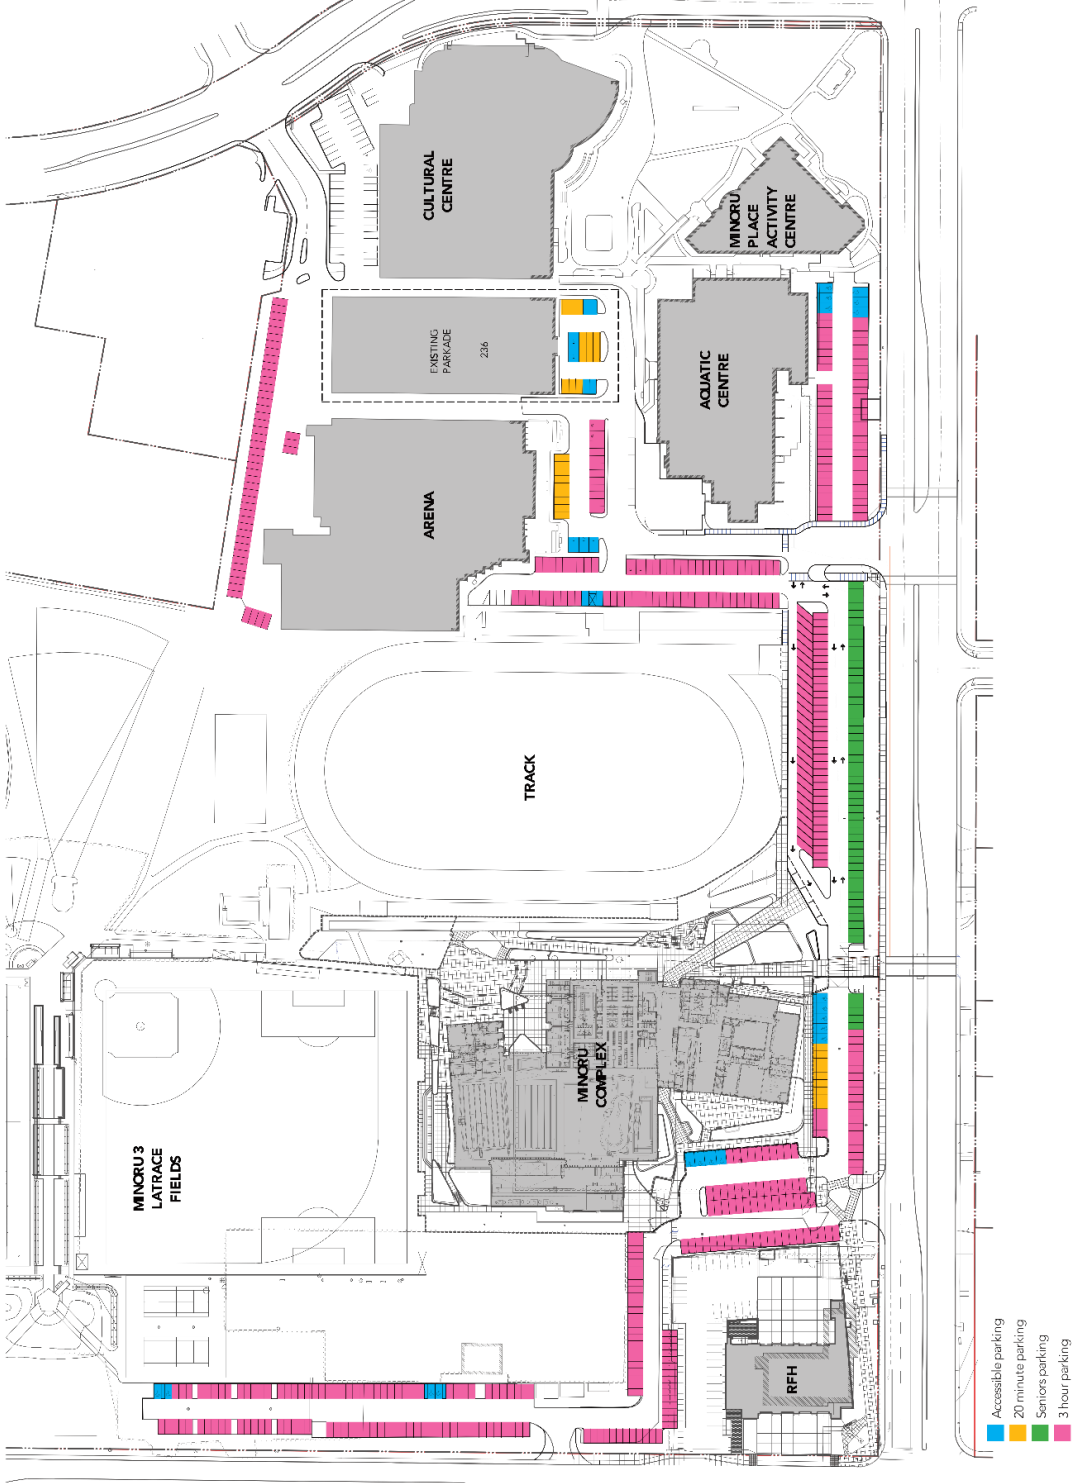 CULTURAL
CENTRE
MINORU
PLACE
ACTIVITY
CENTRE
EXISTING
PARKADE
236
AQUATIC
CENTRE
ARENA
TRACK
MINORU
COMPLEX
MINORU 3
LATRACE
FIELDS
RFH
Accessible parking
20 minute parking
Seniors parking
3 hour parking